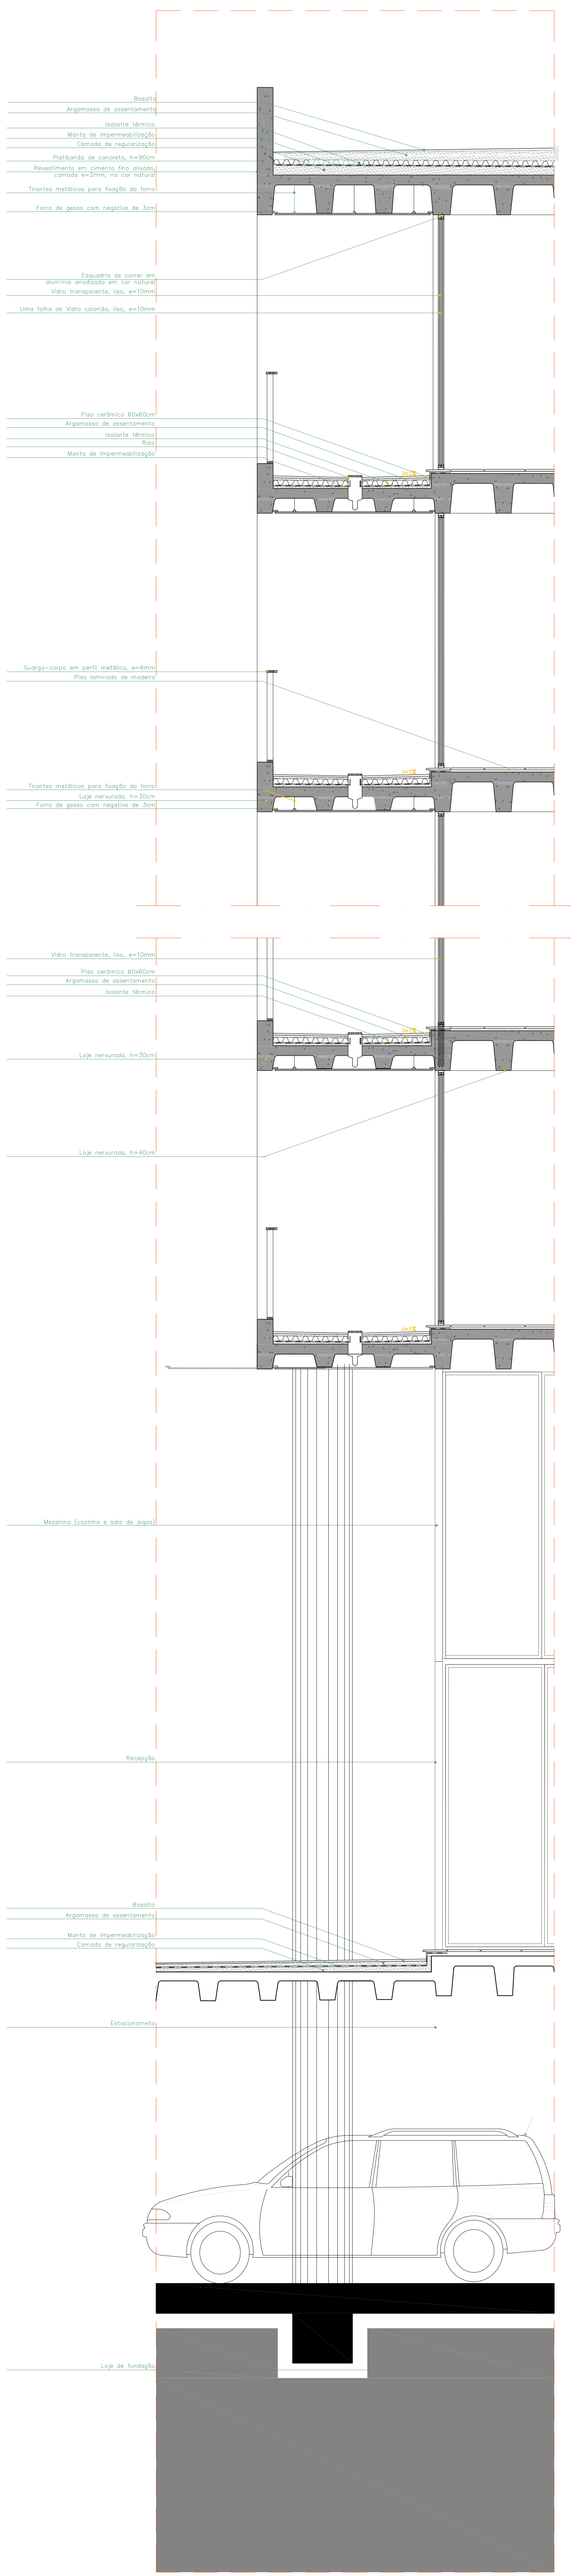 Basalto
Argamassa de assentamento
Isolante térmico
Manta de impermeabilização
Camada de regularização
Platibanda de concreto, h=90cm
Revestimento em cimento fino alisado,
camada e=2mm, na cor natural
Tirantes metálicos para fixação do forro
Forro de gesso com negativo de 3cm
Esquadria de correr em
alumínio anodizado em cor natural
Vidro transparente, liso, e=10mm
Uma folha de Vidro colorido, liso, e=10mm
Piso cerâmico 60x60cm
Argamassa de assentamento
Isolante térmico
Ralo
Manta de impermeabilização
i=1%
Guarga-corpo em perfil metálico, e=6mm
Piso laminado de madeira
i=1%
Tirantes metálicos para fixação do forro
Laje nervurada, h=30cm
Forro de gesso com negativo de 3cm
Vidro transparente, liso, e=10mm
Piso cerâmico 60x60cm
Argamassa de assentamento
Isolante térmico
i=1%
Laje nervurada, h=30cm
Laje nervurada, h=40cm
i=1%
Mezanino (cozinha e sala de jogos)
Recepção
Basalto
Argamassa de assentamento
Manta de impermeabilização
Camada de regularização
Estacionameto
Laje de fundação